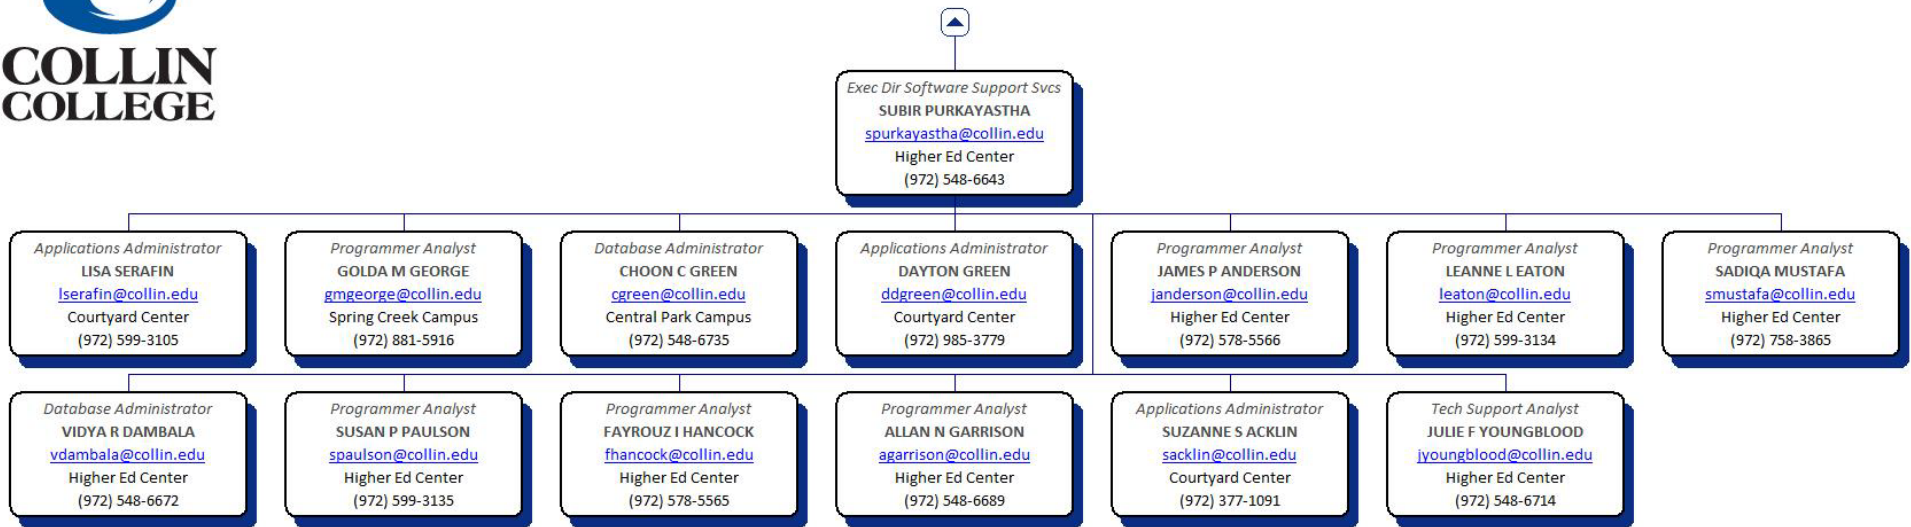 COLLIN
COLLEGE
Exec Dir Software Support Svcs
SUBIR PURKAYASTHA
spurkayastha@collin.edu
Higher Ed Center
(972) 548-6643
Applications Administrator
LISA SERAFIN
lserafin@collin.edu
Courtyard Center
(972) 599-3105
Programmer Analyst
GOLDA M GEORGE
gmgeorge@collin.edu
Spring Creek Campus
(972) 881-5916
Database Administrator
CHOON C GREEN
cgreen@collin.edu
Central Park Campus
(972) 548-6735
Applications Administrator
DAYTON GREEN
ddgreen@collin.edu
Courtyard Center
(972) 985-3779
Programmer Analyst
JAMES P ANDERSON
janderson@collin.edu
Higher Ed Center
(972) 578-5566
Programmer Analyst
LEANNE L EATON
leaton@collin.edu
Higher Ed Center
(972) 599-3134
Programmer Analyst
SADIQA MUSTAFA
smustafa@collin.edu
Higher Ed Center
(972) 758-3865
Database Administrator
VIDYA R DAMBALA
vdambala@collin.edu
Higher Ed Center
(972) 548-6672
Programmer Analyst
SUSAN P PAULSON
spaulson@collin.edu
Higher Ed Center
(972) 599-3135
Programmer Analyst
FAYROUZ I HANCOCK
fhancock@collin.edu
Higher Ed Center
(972) 578-5565
Programmer Analyst
ALLAN N GARRISON
agarrison@collin.edu
Higher Ed Center
(972) 548-6689
Applications Administrator
SUZANNE S ACKLIN
sacklin@collin.edu
Courtyard Center
(972) 377-1091
Tech Support Analyst
JULIE F YOUNGBLOOD
jyoungblood@collin.edu
Higher Ed Center
(972) 548-6714